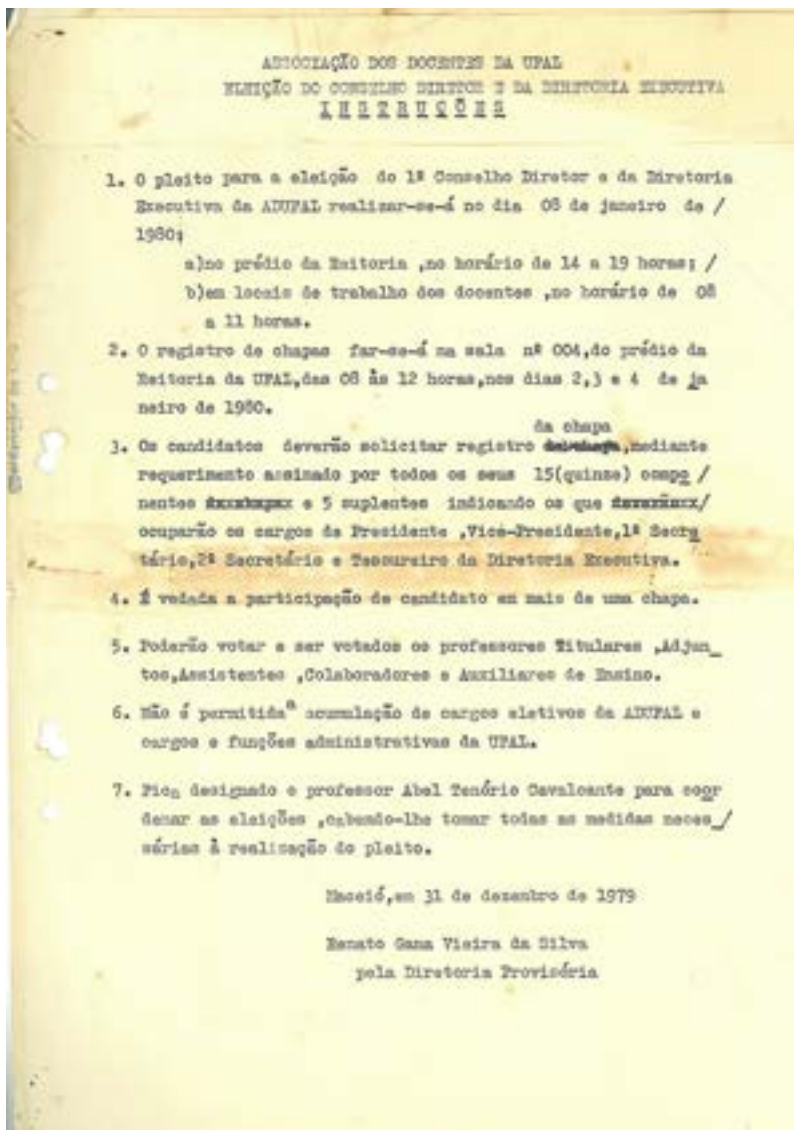 ASSOCIAÇÃO DOS DOCENTES DA UFAL
ELEIÇÃO DO CONSELHO DIRETOR E DA DIRETORIA EXECUTIVA
I N S T R U Ç Õ E S
1. O pleito para a eleição do 1º Conselho Diretor e da Diretoria
Executiva da ADUFAL realizar-se-á no dia 08 de janeiro de /
1980;
a)no prédio da Reitoria ,no horário de 14 a 19 horas; /
b)em locais de trabalho dos docentes ,no horário de 08
a 11 horas.
2. O registro de chapas far-se-á na sala nº 004,do prédio da
Reitoria da UFAL,das 08 às 12 horas,nos dias 2,3 e 4 de ja
neiro de 1980.
da chapa
3. Os candidatos deverão solicitar registro ,mediante
requerimento assinado por todos os seus 15(quinze) compo /
nentes e 5 suplentes indicando os que /
ocuparão os cargos de Presidente ,Vice-Presidente,1º Secre
tário,2º Secretário e Tesoureiro da Diretoria Executiva.
4. É vedada a participação de candidato em mais de uma chapa.
5. Poderão votar e ser votados os professores Titulares ,Adjun_
tos,Assistentes ,Colaboradores e Auxiliares de Ensino.
6. Não é permitida a acumulação de cargos eletivos da ADUFAL e
cargos e funções administrativas da UFAL.
7. Fica designado o professor Abel Tenório Cavalcante para coor
denar as eleições ,cabendo-lhe tomar todas as medidas neces_/
sárias à realização do pleito.
Maceió,em 31 de dezembro de 1979
Renato Gama Vieira da Silva
pela Diretoria Provisória